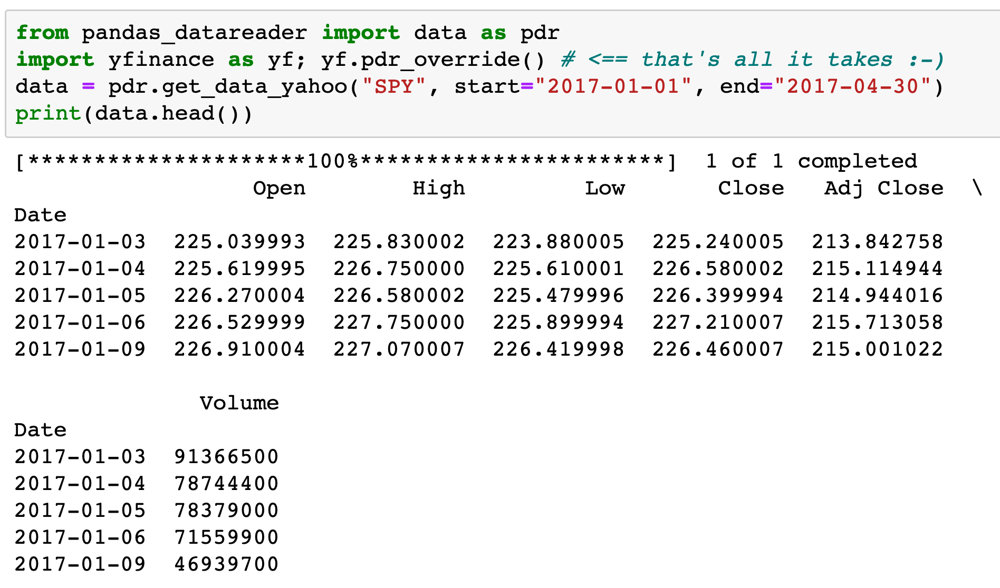 from pandas_datareader import data as pdr
import yfinance as yf; yf.pdr_override() # <== that's all it takes :-)
data = pdr.get_data_yahoo("SPY", start="2017-01-01", end="2017-04-30")
print(data.head())
[*********************100%***********************]  1 of 1 completed
                  Open        High         Low       Close   Adj Close  \
Date
2017-01-03  225.039993  225.830002  223.880005  225.240005  213.842758
2017-01-04  225.619995  226.750000  225.610001  226.580002  215.114944
2017-01-05  226.270004  226.580002  225.479996  226.399994  214.944016
2017-01-06  226.529999  227.750000  225.899994  227.210007  215.713058
2017-01-09  226.910004  227.070007  226.419998  226.460007  215.001022
              Volume
Date
2017-01-03  91366500
2017-01-04  78744400
2017-01-05  78379000
2017-01-06  71559900
2017-01-09  46939700